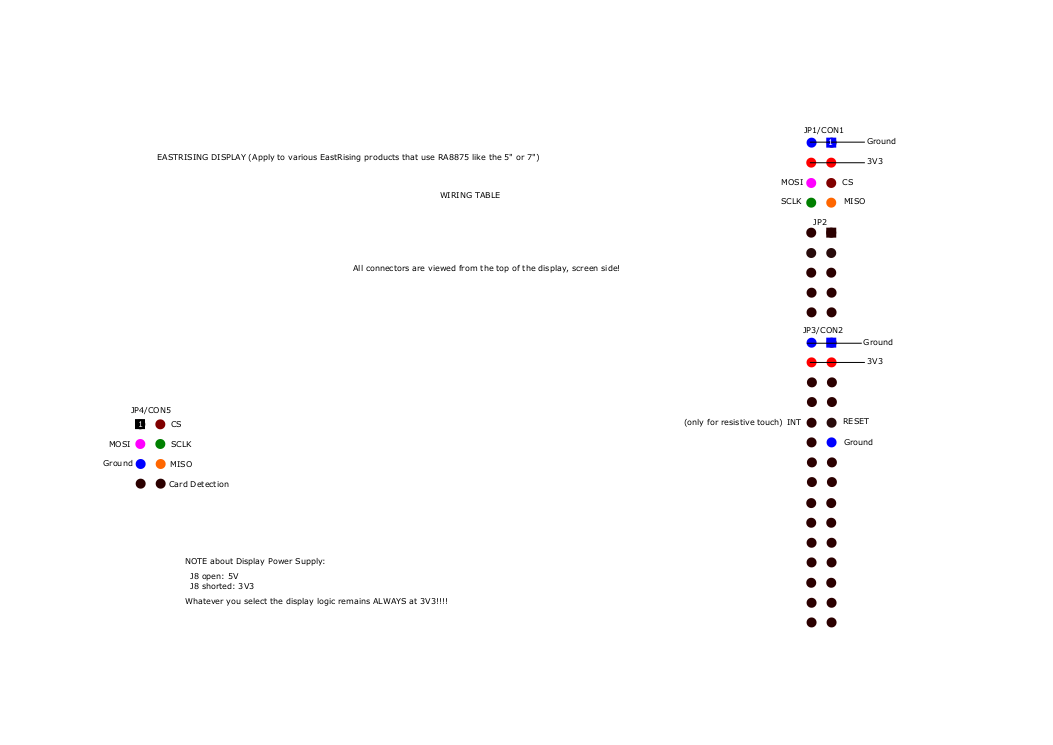 JP1/CON1
1
Ground
EASTRISING DISPLAY (Apply to various EastRising products that use RA8875 like the 5" or 7")
3V3
MOSI
CS
WIRING TABLE
SCLK
MISO
JP2
All connectors are viewed from the top of the display, screen side!
JP3/CON2
Ground
3V3
JP4/CON5
1
CS
(only for resistive touch) INT
RESET
MOSI
SCLK
Ground
Ground
MISO
Card Detection
NOTE about Display Power Supply:
J8 open: 5V
J8 shorted: 3V3
Whatever you select the display logic remains ALWAYS at 3V3!!!!